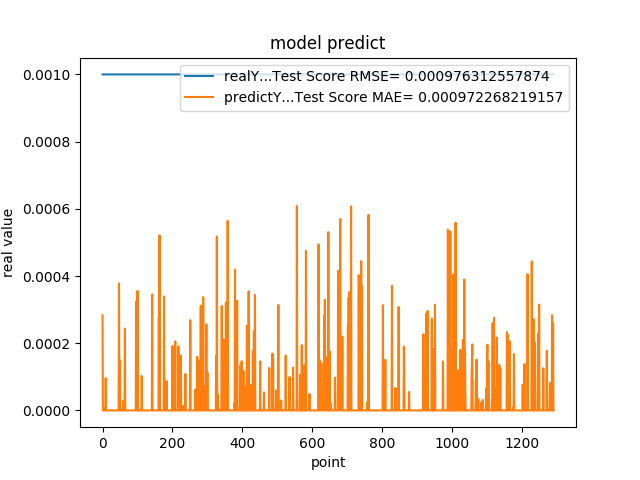 model predict
realY...Test Score RMSE= 0.000976312557874
predictY...Test Score MAE= 0.000972268219157
real value
0.0010
0.0008
0.0006
0.0004
0.0002
0.0000
0 200 400 600 800 1000 1200
point